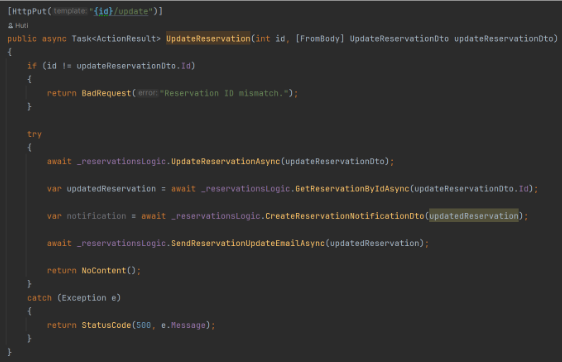 [HttpPut(template:"{id}/update")]
Huti
public async Task<ActionResult> UpdateReservation(int id, [FromBody] UpdateReservationDto updateReservationDto)
{
    if (id != updateReservationDto.Id)
    {
        return BadRequest(error:"Reservation ID mismatch.");
    }

    try
    {
        await _reservationsLogic.UpdateReservationAsync(updateReservationDto);

        var updatedReservation = await _reservationsLogic.GetReservationByIdAsync(updateReservationDto.Id);

        var notification = await _reservationsLogic.CreateReservationNotificationDto(updatedReservation);

        await _reservationsLogic.SendReservationUpdateEmailAsync(updatedReservation);

        return NoContent();
    }
    catch (Exception e)
    {
        return StatusCode(500, e.Message);
    }
}